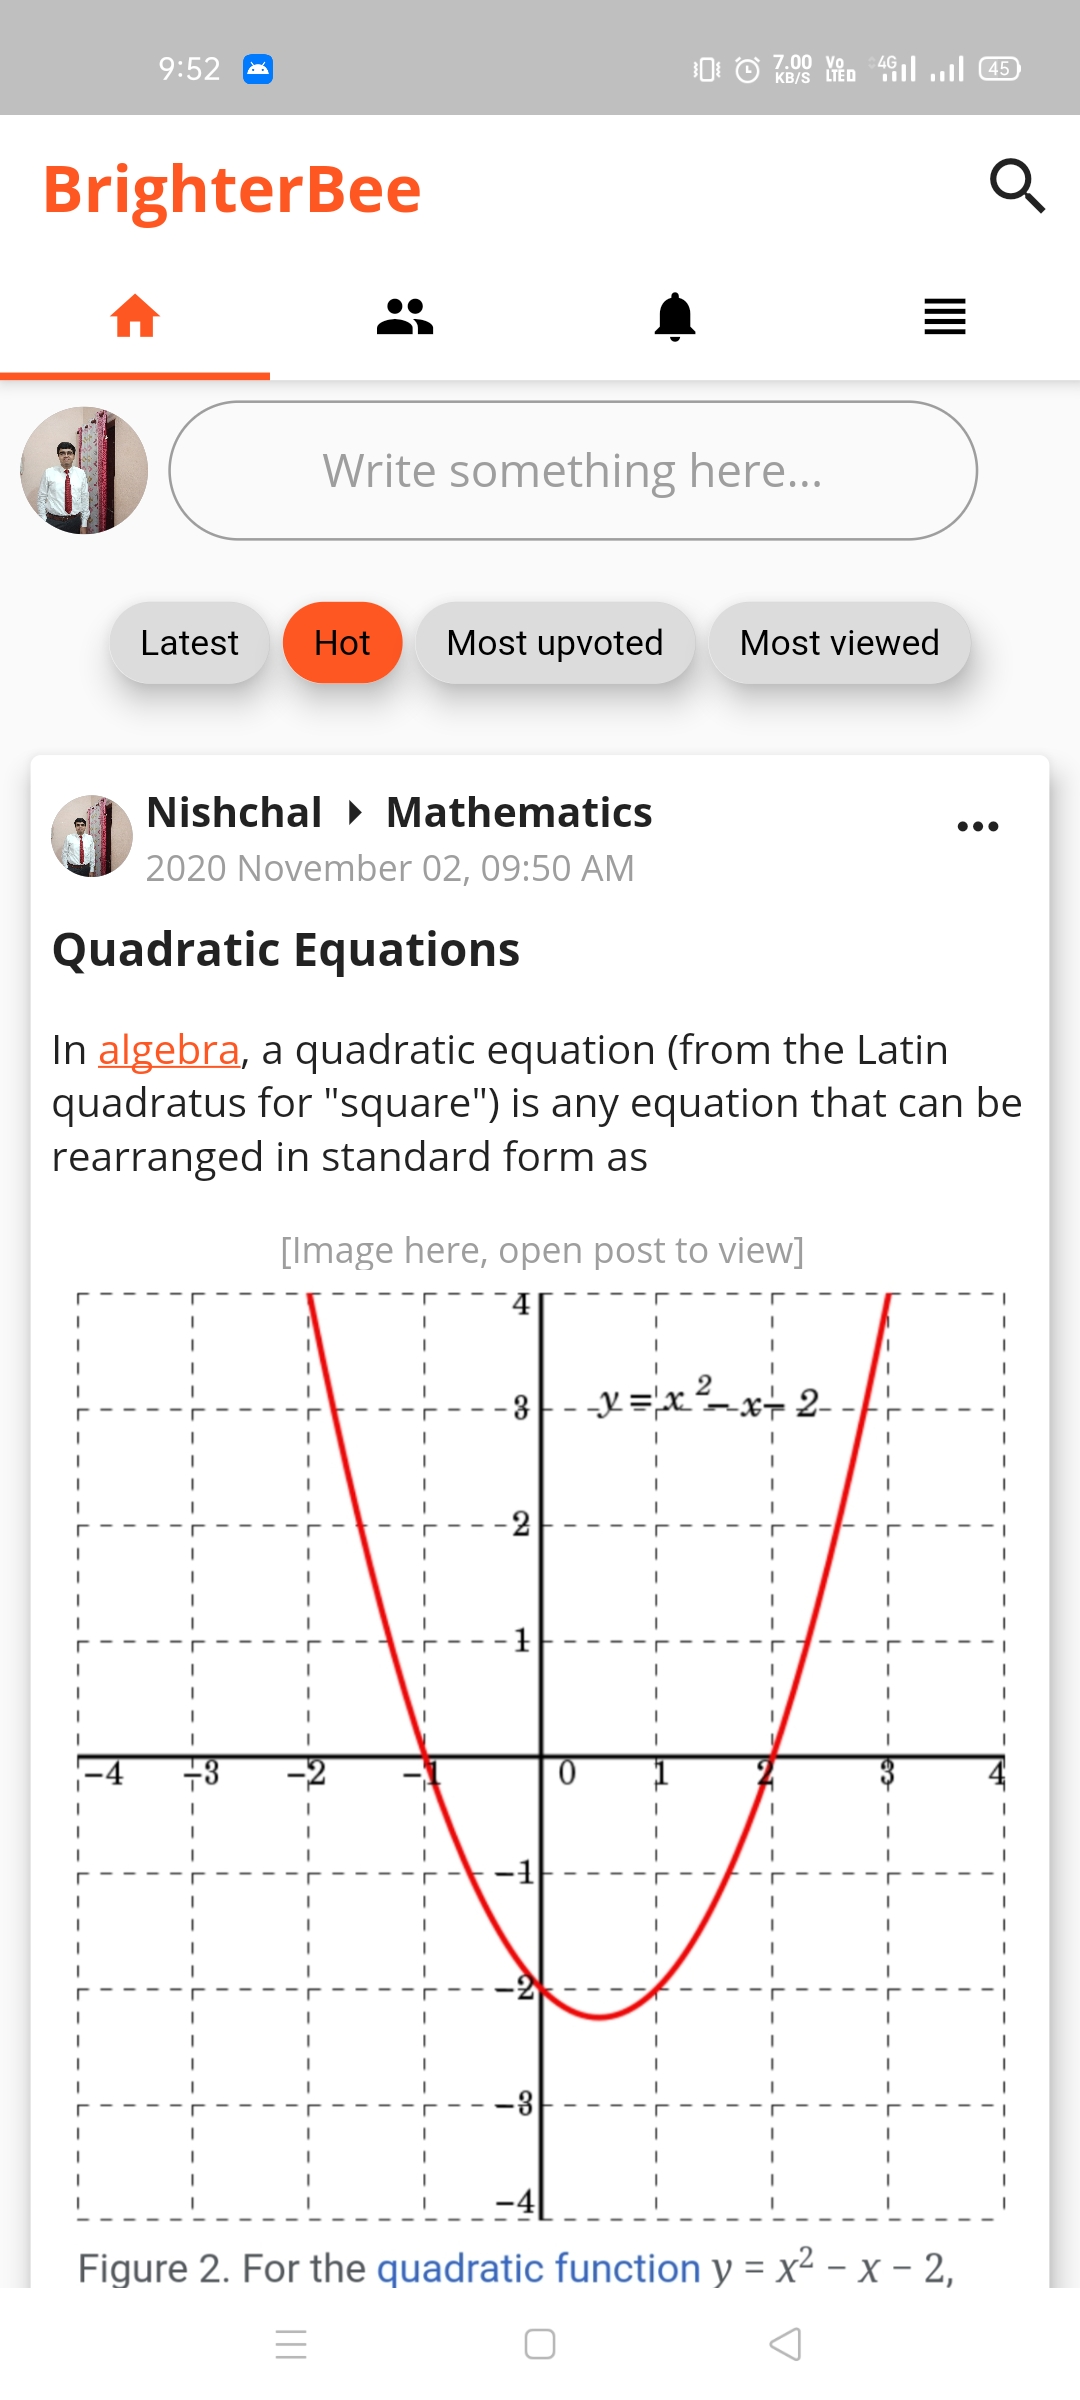 9:52
7.00 KB/S Vo LTED 4G 45
BrighterBee
Write something here...
Latest Hot Most upvoted Most viewed
Nishchal ▸ Mathematics
2020 November 02, 09:50 AM
Quadratic Equations
In algebra, a quadratic equation (from the Latin
quadratus for "square") is any equation that can be
rearranged in standard form as
[Image here, open post to view]
4
y = x² – x – 2
3
2
1
–4 –3 –2 –1 0 1 2 3 4
–1
–2
–3
–4
Figure 2. For the quadratic function y = x² − x − 2,